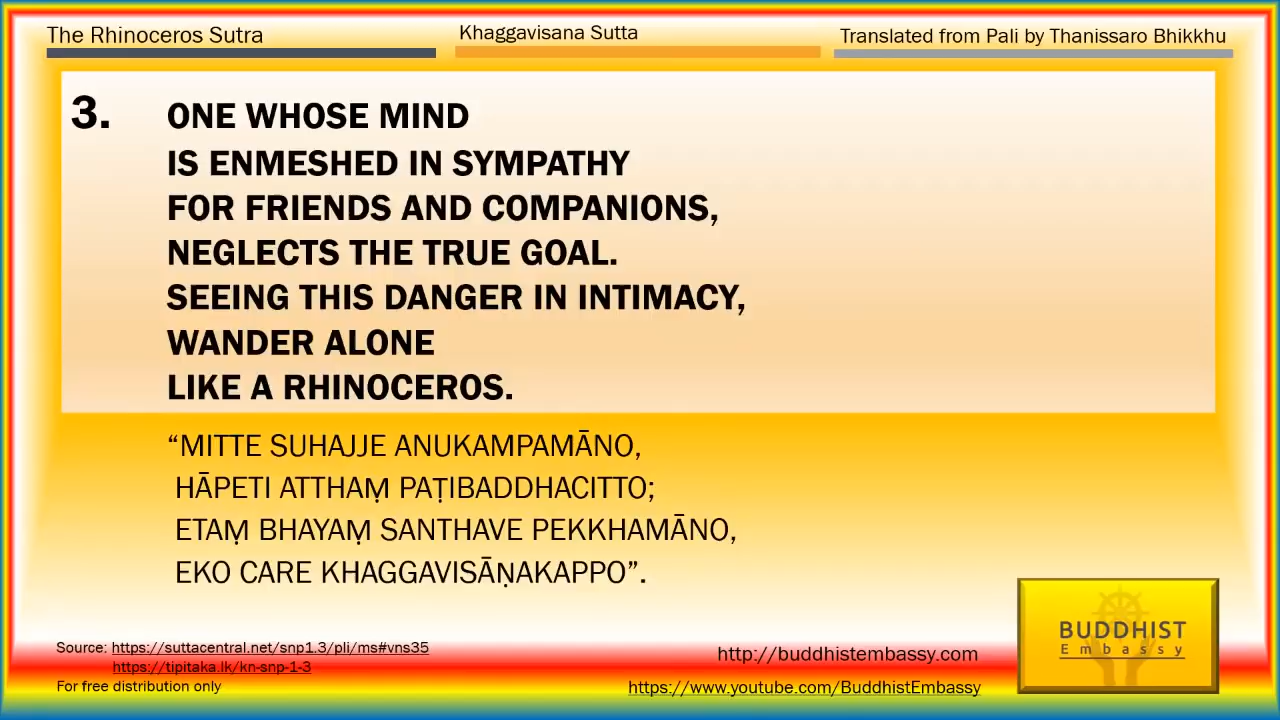 The Rhinoceros Sutra
Khaggavisana Sutta
Translated from Pali by Thanissaro Bhikkhu
3. ONE WHOSE MIND
IS ENMESHED IN SYMPATHY
FOR FRIENDS AND COMPANIONS,
NEGLECTS THE TRUE GOAL.
SEEING THIS DANGER IN INTIMACY,
WANDER ALONE
LIKE A RHINOCEROS.
“MITTE SUHAJJE ANUKAMPAMĀNO,
HĀPETI ATTHAṂ PAṬIBADDHACITTO;
ETAṂ BHAYAṂ SANTHAVE PEKKHAMĀNO,
EKO CARE KHAGGAVISĀṆAKAPPO”.
Source: https://suttacentral.net/snp1.3/pli/ms#vns35
https://tipitaka.lk/kn-snp-1-3
For free distribution only
http://buddhistembassy.com
https://www.youtube.com/BuddhistEmbassy
BUDDHIST
Embassy